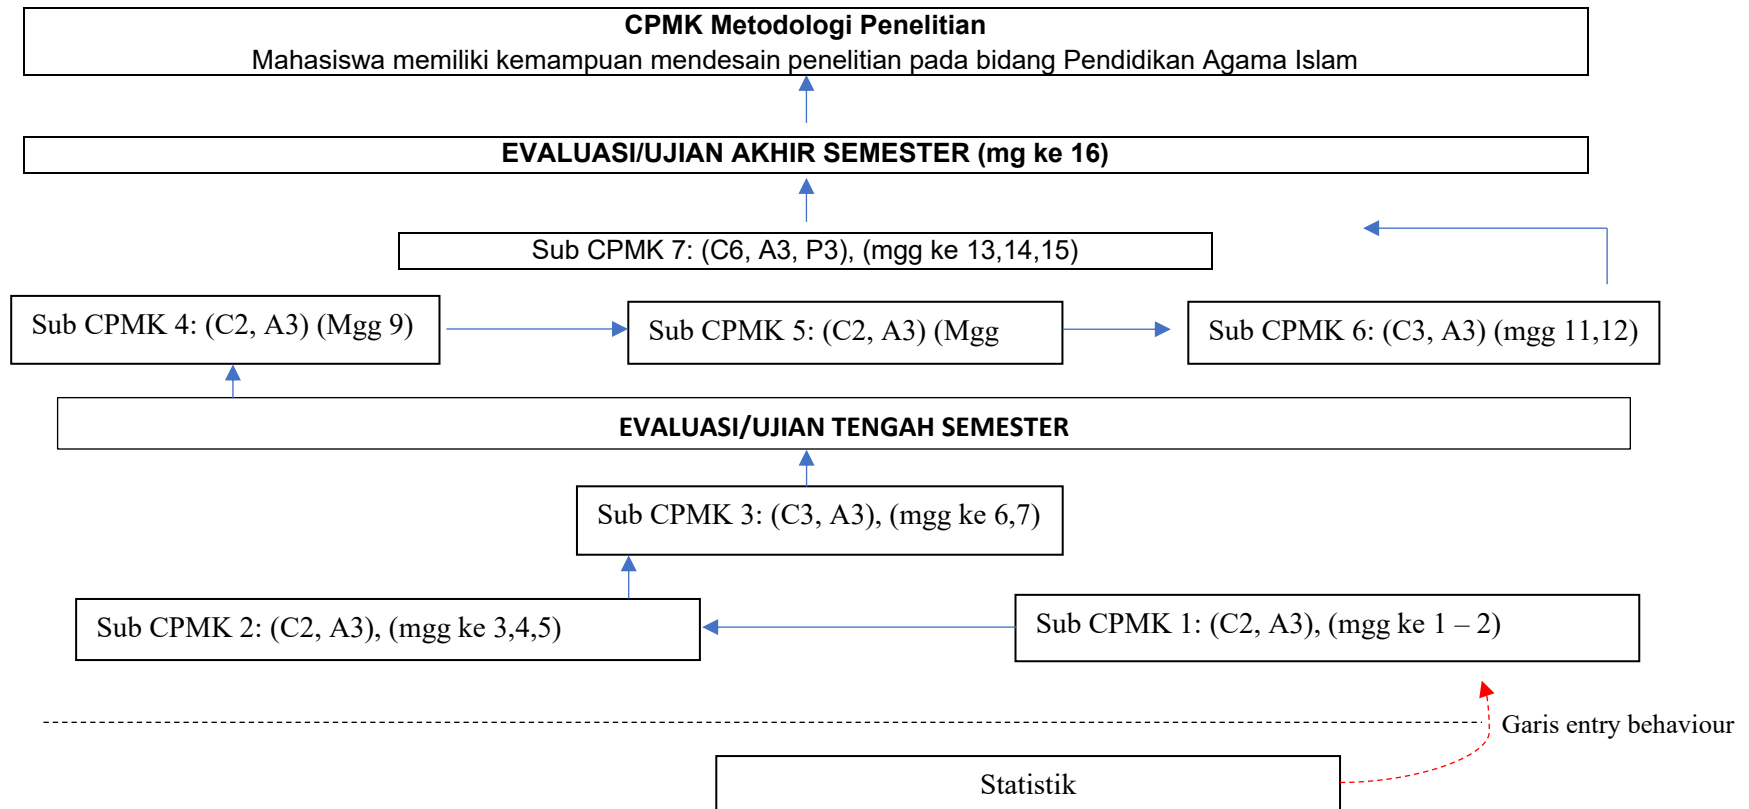 CPMK Metodologi Penelitian
Mahasiswa memiliki kemampuan mendesain penelitian pada bidang Pendidikan Agama Islam
EVALUASI/UJIAN AKHIR SEMESTER (mg ke 16)
Sub CPMK 7: (C6, A3, P3), (mgg ke 13,14,15)
Sub CPMK 4: (C2, A3) (Mgg 9)
Sub CPMK 5: (C2, A3) (Mgg
Sub CPMK 6: (C3, A3) (mgg 11,12)
EVALUASI/UJIAN TENGAH SEMESTER
Sub CPMK 3: (C3, A3), (mgg ke 6,7)
Sub CPMK 2: (C2, A3), (mgg ke 3,4,5)
Sub CPMK 1: (C2, A3), (mgg ke 1 – 2)
Garis entry behaviour
Statistik